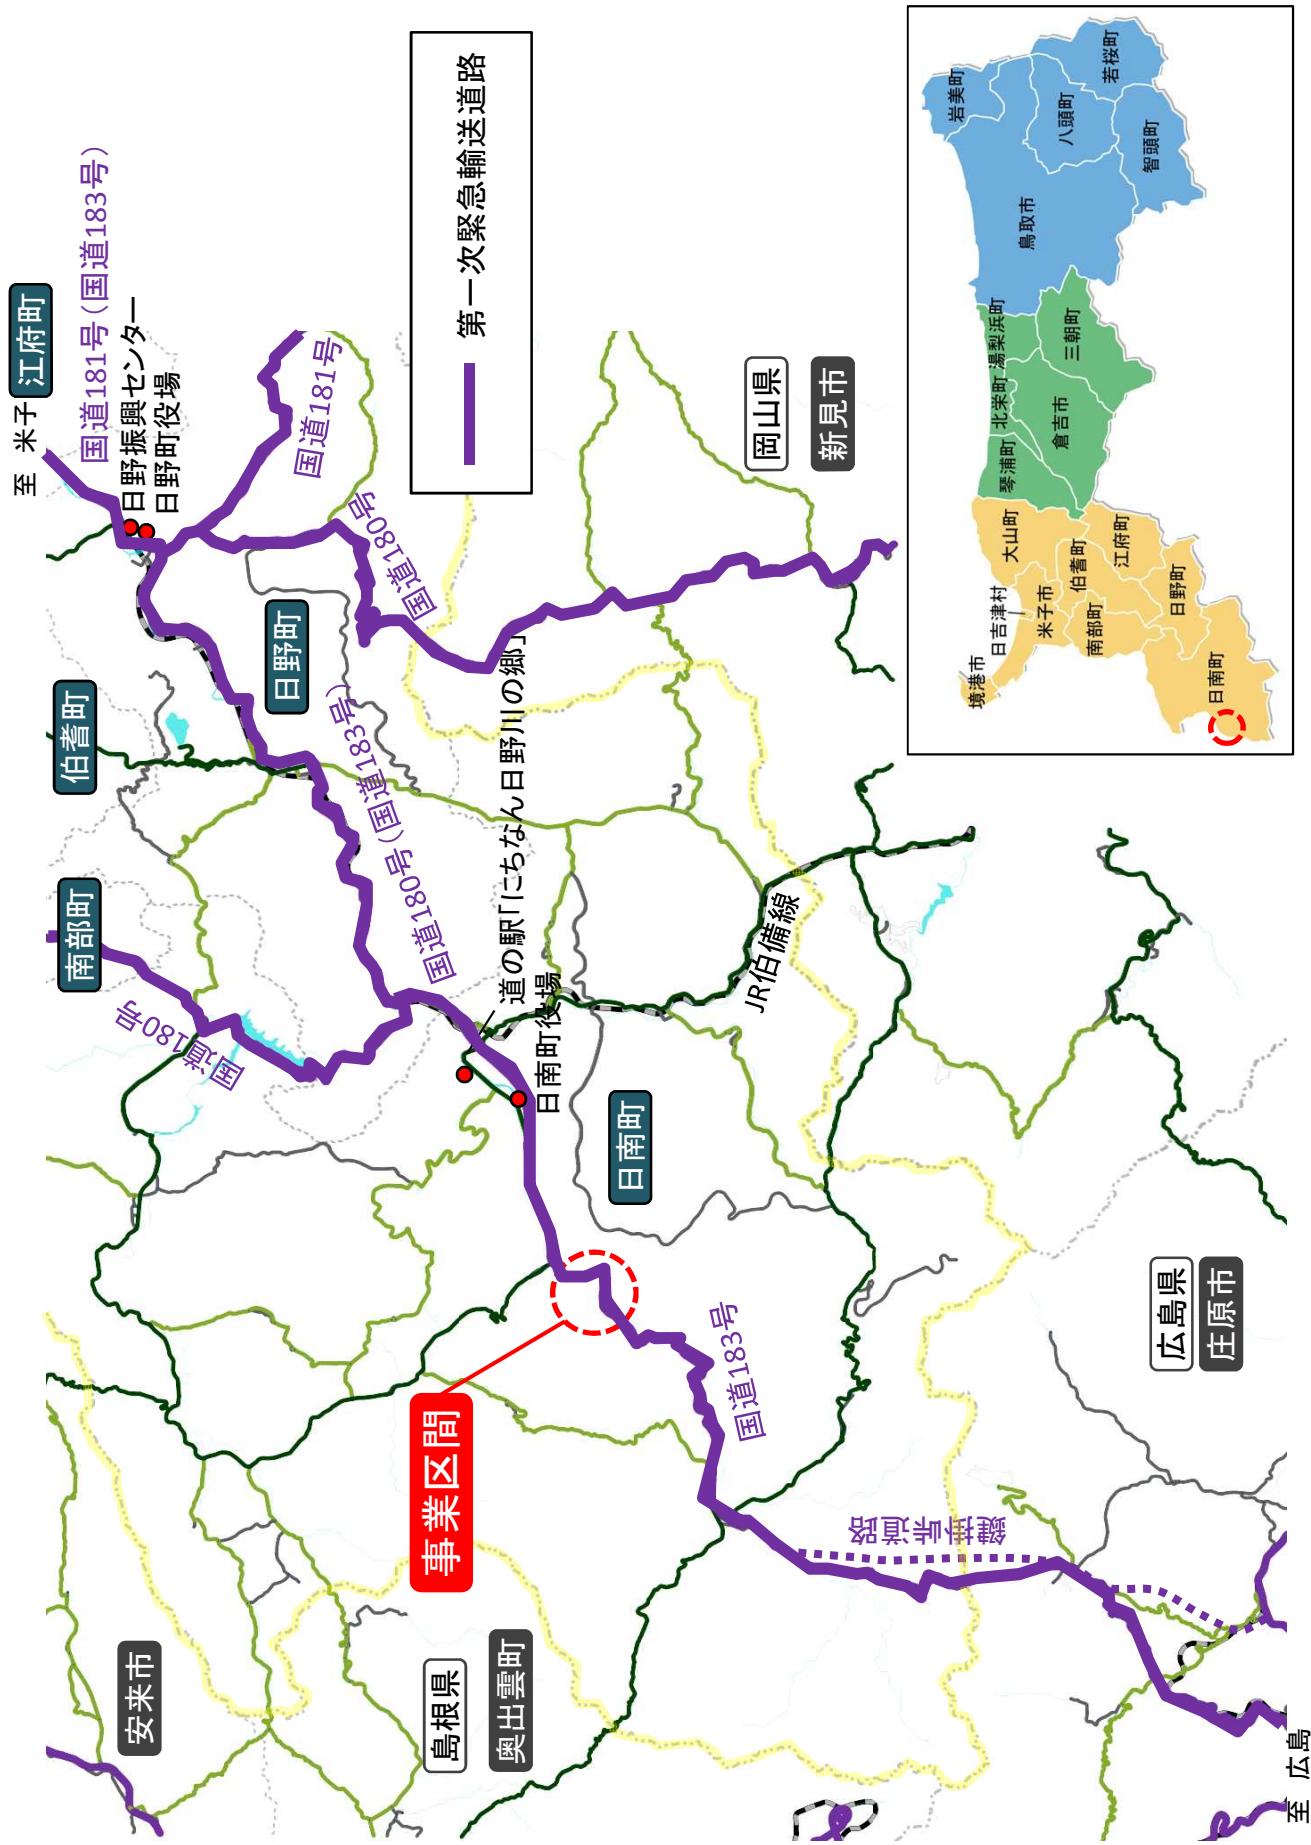 至 米子
江府町
国道181号(国道183号)
日野振興センター
日野町役場
国道181号
第一次緊急輸送道路
岡山県
新見市
国道180号
日野町
伯耆町
国道180号(国道183号)
道の駅「にちなん日野川の郷」
南部町
国道180号
日南町役場
JR伯備線
日南町
事業区間
国道183号
鍵掛峠道路
広島県
庄原市
安来市
島根県
奥出雲町
至 広島
岩美町
若桜町
八頭町
智頭町
鳥取市
湯梨浜町
三朝町
北栄町
倉吉市
琴浦町
大山町
江府町
伯耆町
日野町
日吉津村
米子市
南部町
境港市
日南町